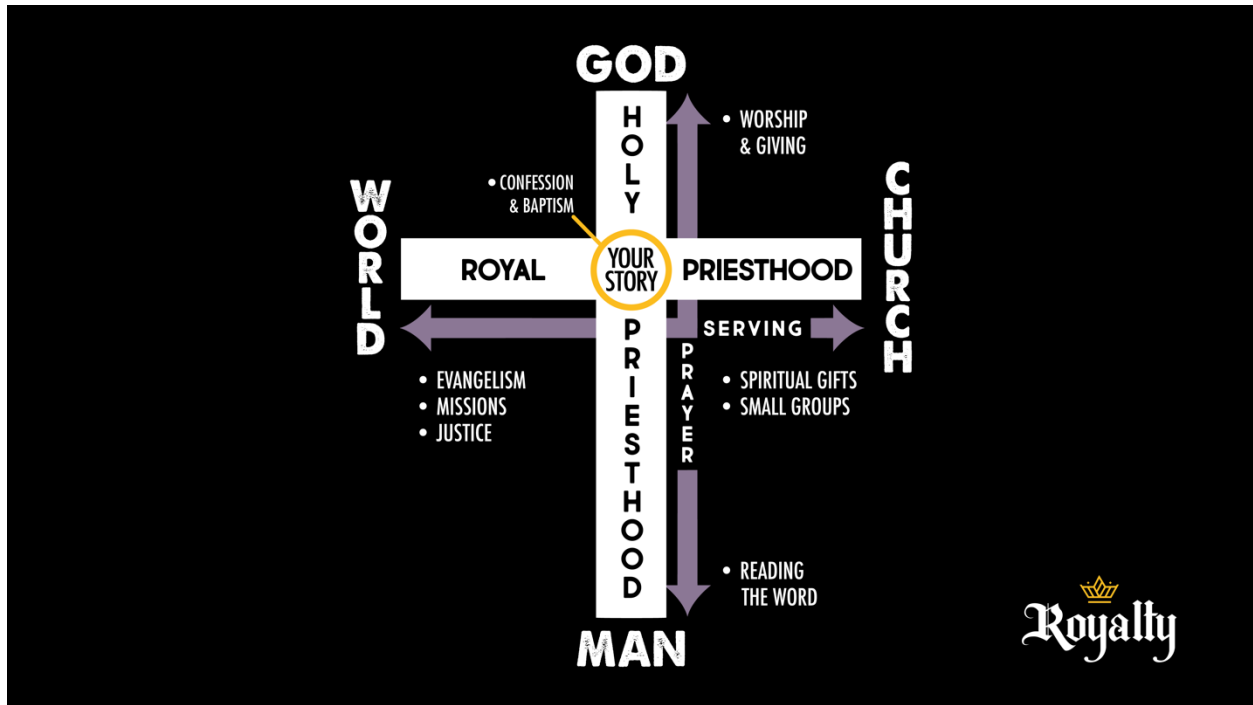 GOD
HOLY
• WORSHIP
& GIVING
• CONFESSION
& BAPTISM
WORLD
CHURCH
ROYAL
YOUR
STORY
PRIESTHOOD
PRIESTHOOD
SERVING
PRAYER
• EVANGELISM
• MISSIONS
• JUSTICE
• SPIRITUAL GIFTS
• SMALL GROUPS
• READING
THE WORD
MAN
Royalty